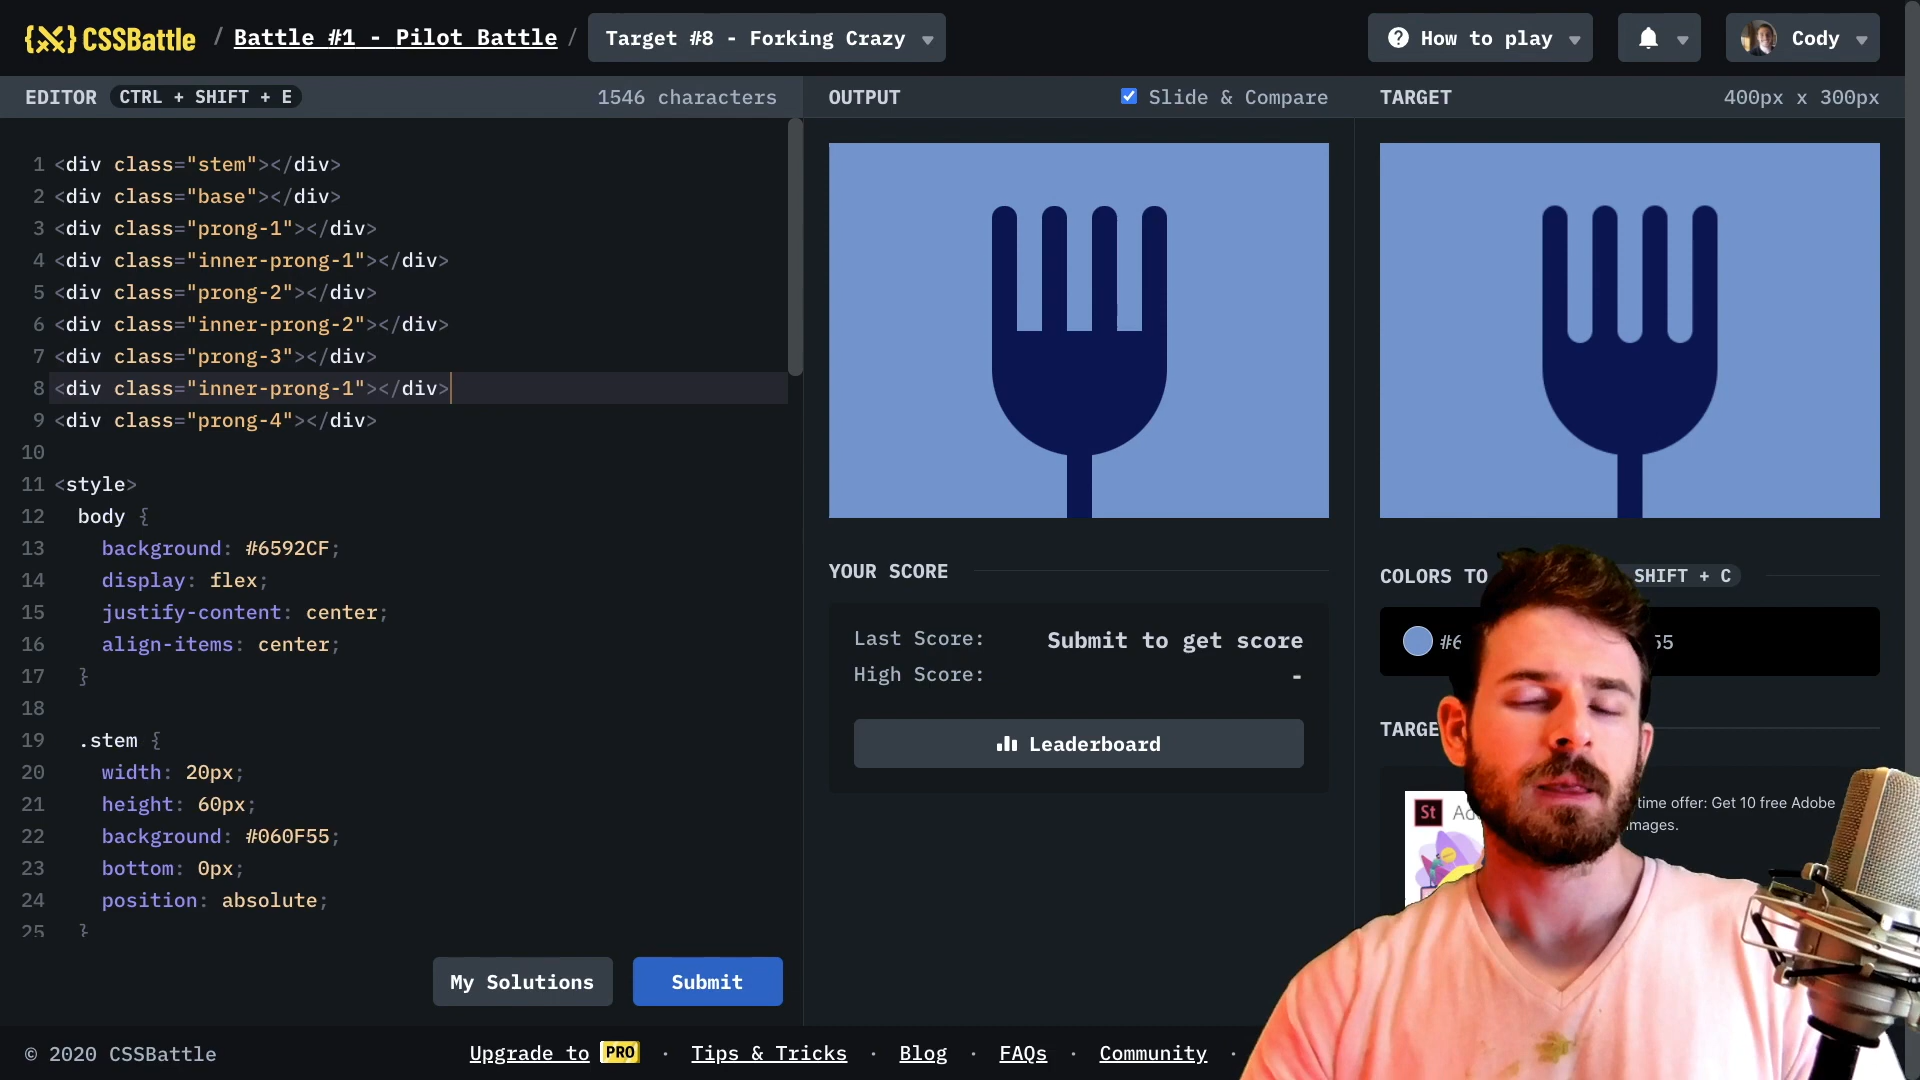 {X} CSSBattle / Battle #1 - Pilot Battle / Target #8 - Forking Crazy
How to play
Cody
EDITOR CTRL + SHIFT + E 1546 characters
1 <div class="stem"></div>
2 <div class="base"></div>
3 <div class="prong-1"></div>
4 <div class="inner-prong-1"></div>
5 <div class="prong-2"></div>
6 <div class="inner-prong-2"></div>
7 <div class="prong-3"></div>
8 <div class="inner-prong-1"></div>
9 <div class="prong-4"></div>
10
11 <style>
12 body {
13 background: #6592CF;
14 display: flex;
15 justify-content: center;
16 align-items: center;
17 }
18
19 .stem {
20 width: 20px;
21 height: 60px;
22 background: #060F55;
23 bottom: 0px;
24 position: absolute;
25 }
My Solutions
Submit
OUTPUT Slide & Compare
YOUR SCORE
Last Score: Submit to get score
High Score: -
Leaderboard
TARGET 400px x 300px
COLORS TO SHIFT + C
#6 55
TARGE
St Ad
time offer: Get 10 free Adobe
images.
© 2020 CSSBattle
Upgrade to PRO · Tips & Tricks · Blog · FAQs · Community ·